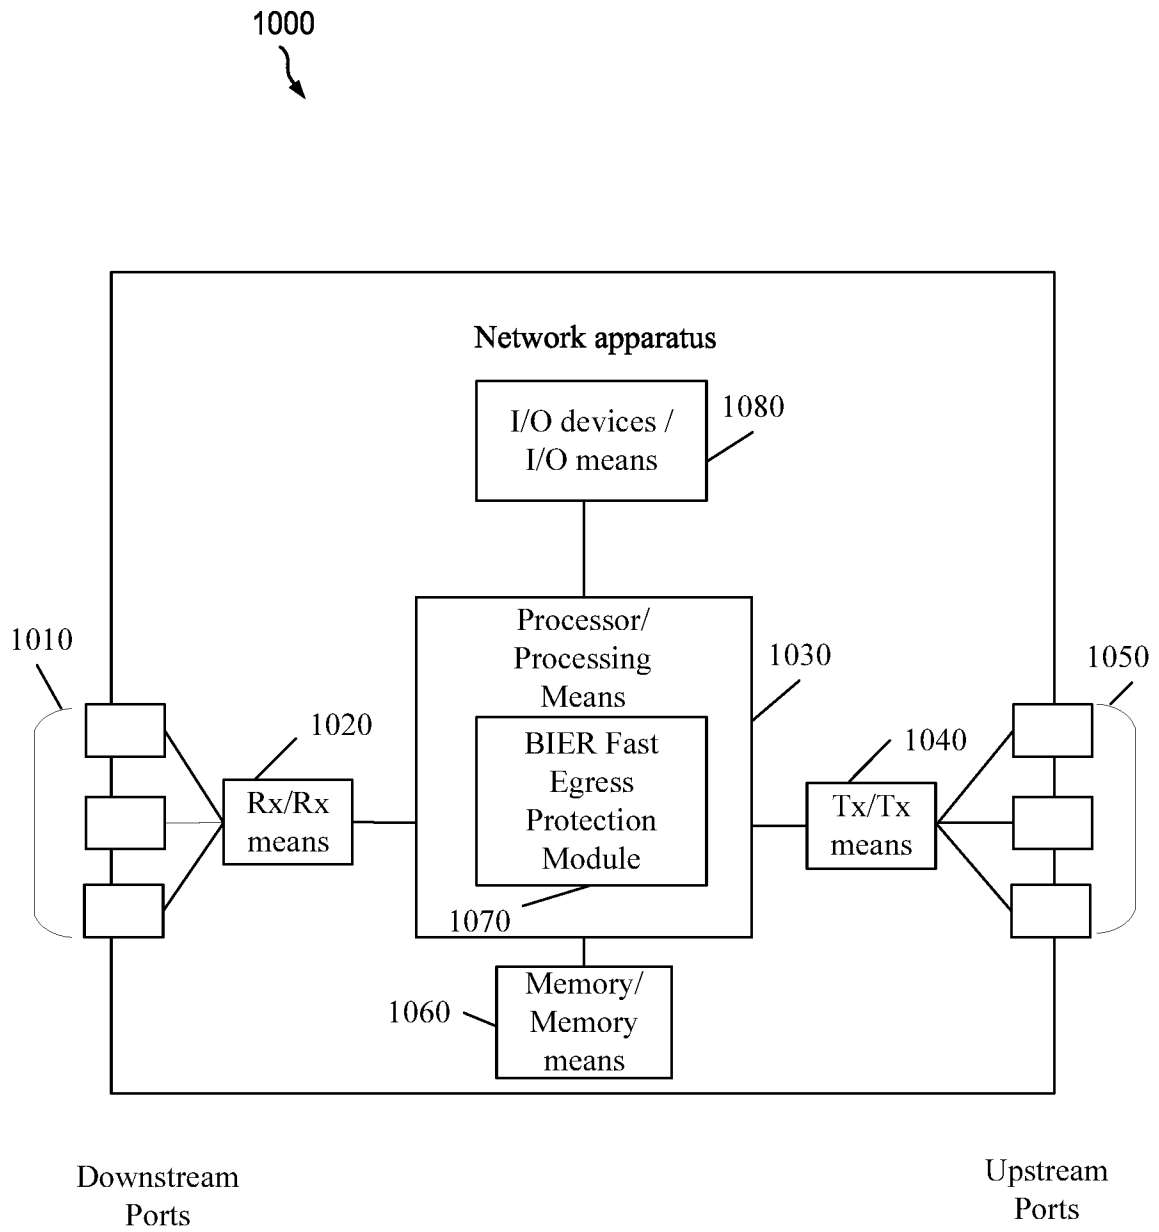 1000
Network apparatus
I/O devices /
I/O means
1080
Processor/
Processing
Means
1030
1010
1050
1020
BIER Fast
Egress
Protection
Module
1040
Rx/Rx
means
Tx/Tx
means
1070
Memory/
Memory
means
1060
Downstream
Ports
Upstream
Ports